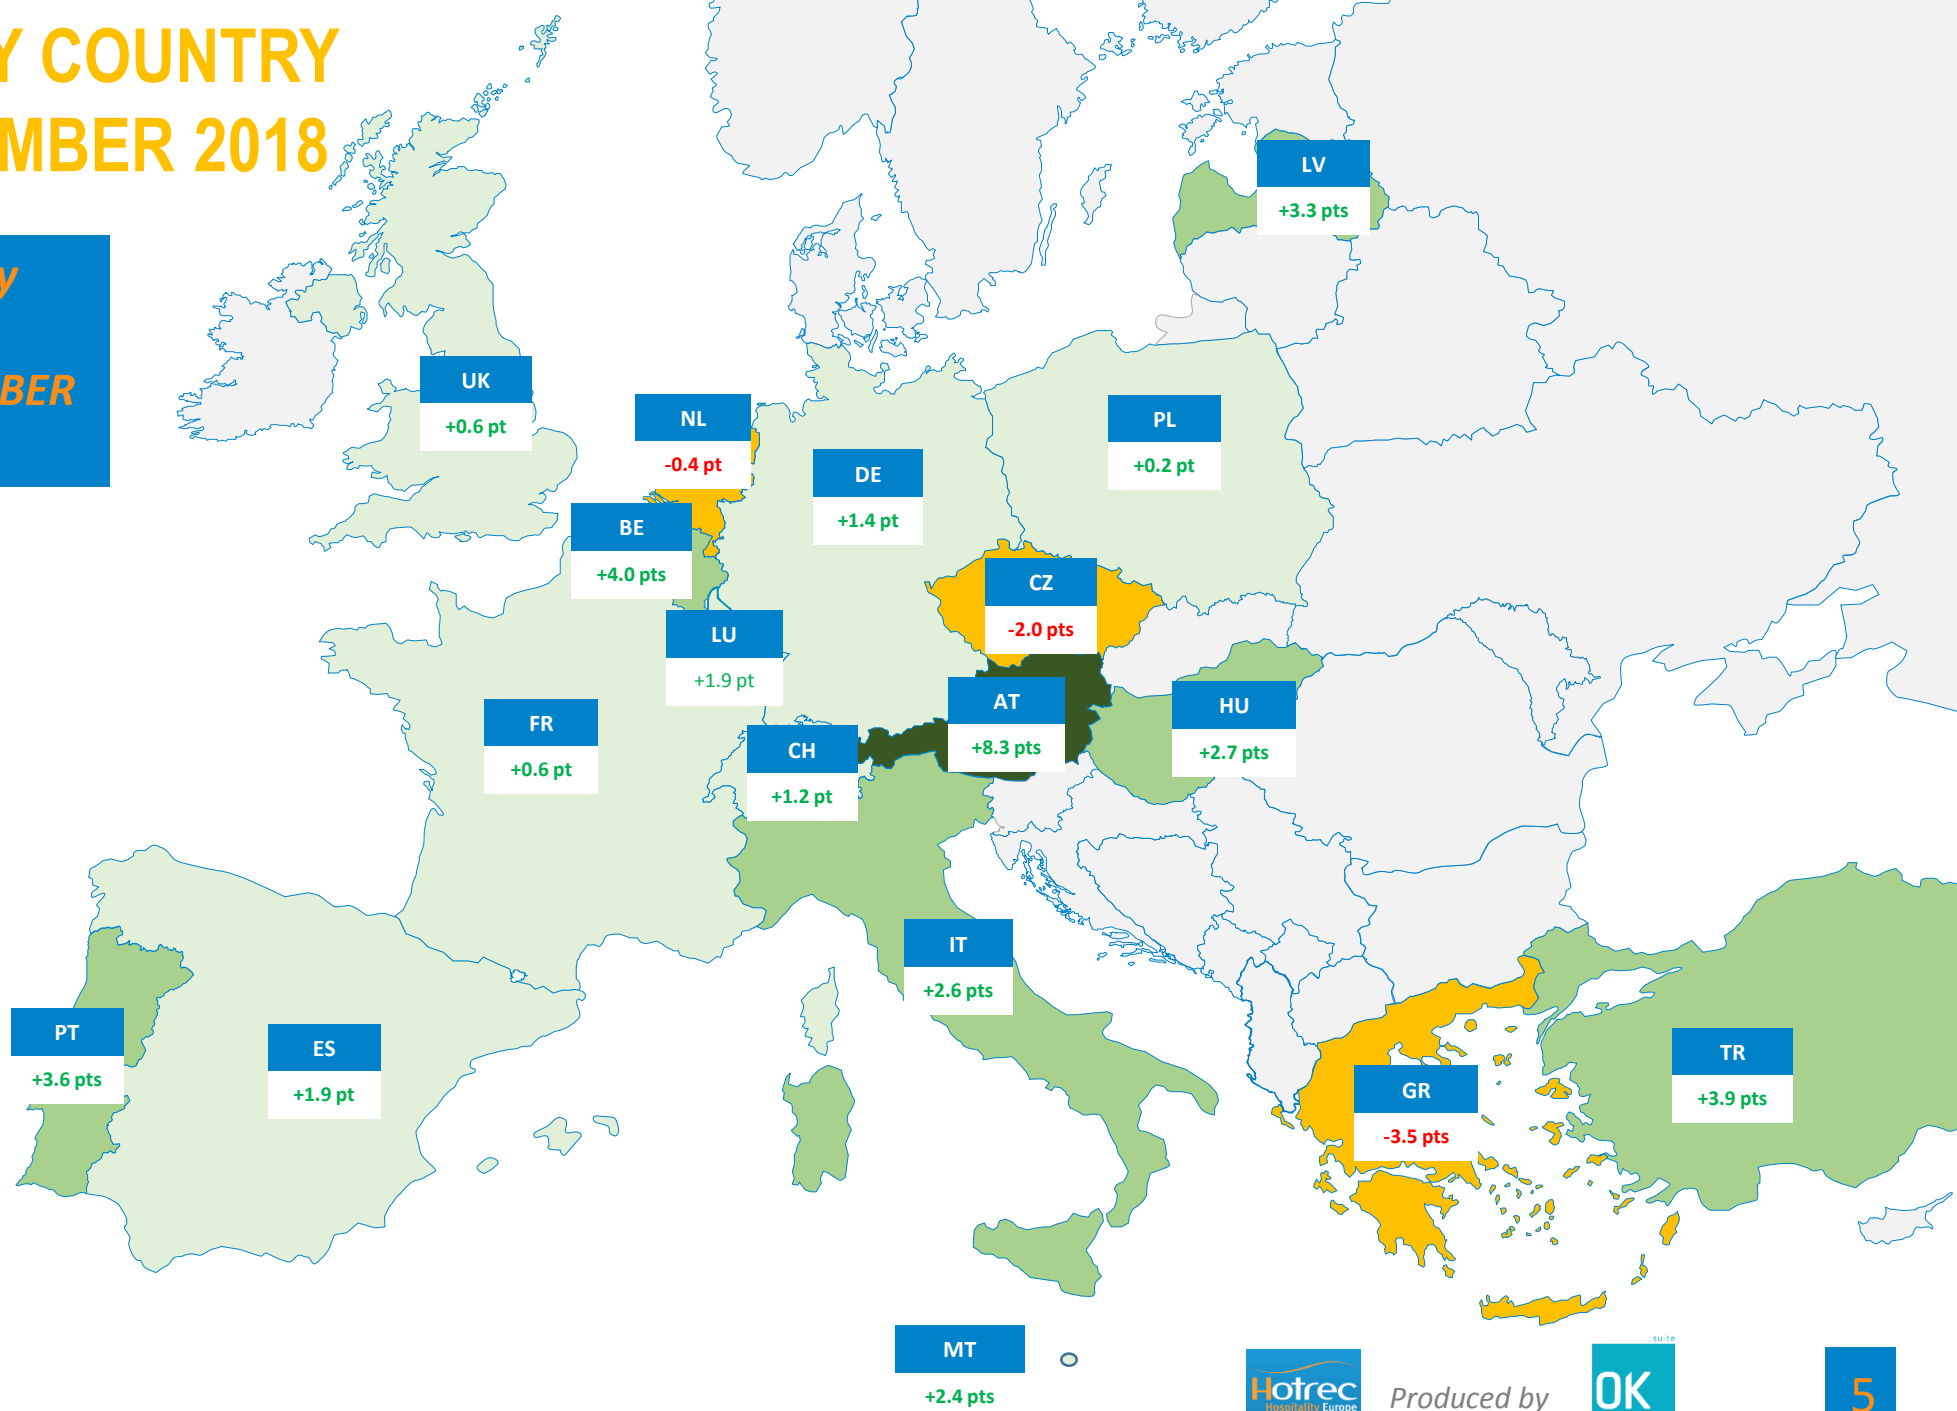 Y COUNTRY
MBER 2018
y
BER
LV
+3.3 pts
UK
+0.6 pt
NL
-0.4 pt
PL
+0.2 pt
DE
+1.4 pt
BE
+4.0 pts
CZ
-2.0 pts
LU
+1.9 pt
AT
+8.3 pts
HU
+2.7 pts
FR
+0.6 pt
CH
+1.2 pt
IT
+2.6 pts
PT
+3.6 pts
ES
+1.9 pt
TR
+3.9 pts
GR
-3.5 pts
MT
+2.4 pts
Hotrec
Hospitality Europe
Produced by
suite
OK
5